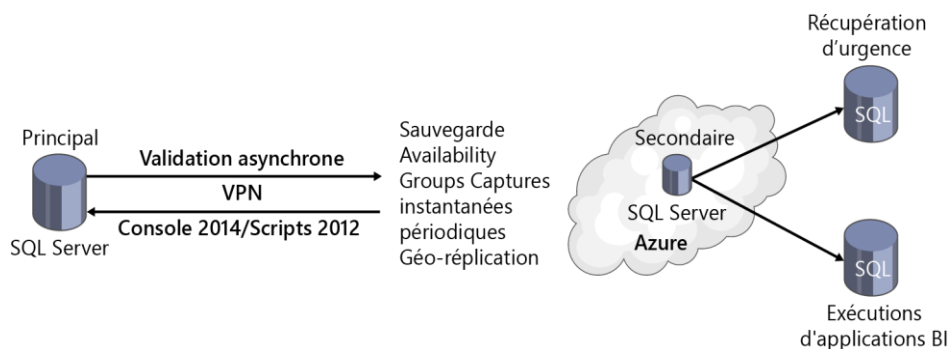 Récupération
d'urgence
SQL
Principal
SQL Server
Validation asynchrone
VPN
Console 2014/Scripts 2012
Sauvegarde
Availability
Groups Captures
instantanées
périodiques
Géo-réplication
Secondaire
SQL Server
Azure
SQL
Exécutions
d'applications BI